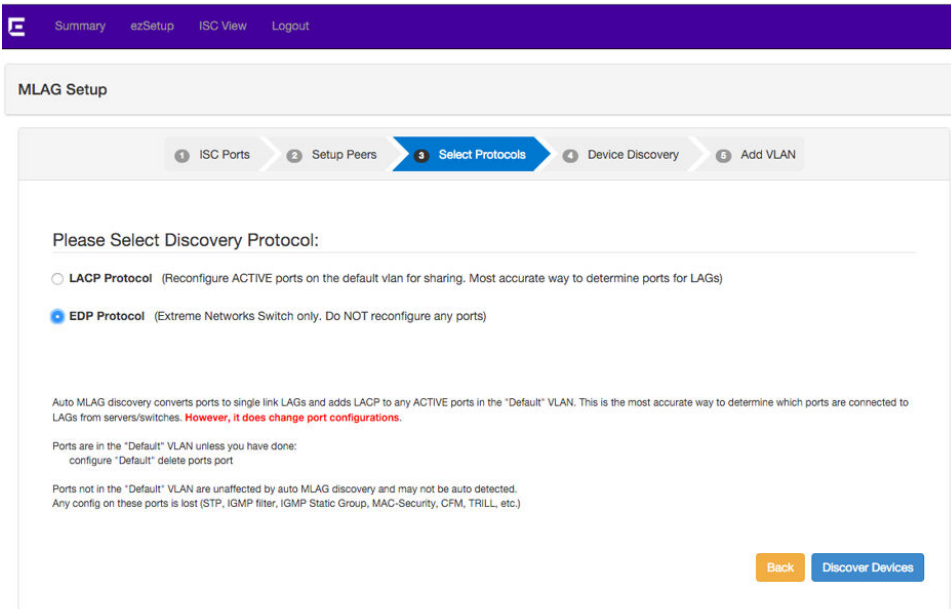 Summary ezSetup ISC View Logout
MLAG Setup
1 ISC Ports 2 Setup Peers 3 Select Protocols 4 Device Discovery 5 Add VLAN
Please Select Discovery Protocol:
LACP Protocol (Reconfigure ACTIVE ports on the default vlan for sharing. Most accurate way to determine ports for LAGs)
EDP Protocol (Extreme Networks Switch only. Do NOT reconfigure any ports)
Auto MLAG discovery converts ports to single link LAGs and adds LACP to any ACTIVE ports in the "Default" VLAN. This is the most accurate way to determine which ports are connected to
LAGs from servers/switches. However, it does change port configurations.
Ports are in the "Default" VLAN unless you have done:
configure "Default" delete ports port
Ports not in the "Default" VLAN are unaffected by auto MLAG discovery and may not be auto detected.
Any config on these ports is lost (STP, IGMP filter, IGMP Static Group, MAC-Security, CFM, TRILL, etc.)
Back Discover Devices